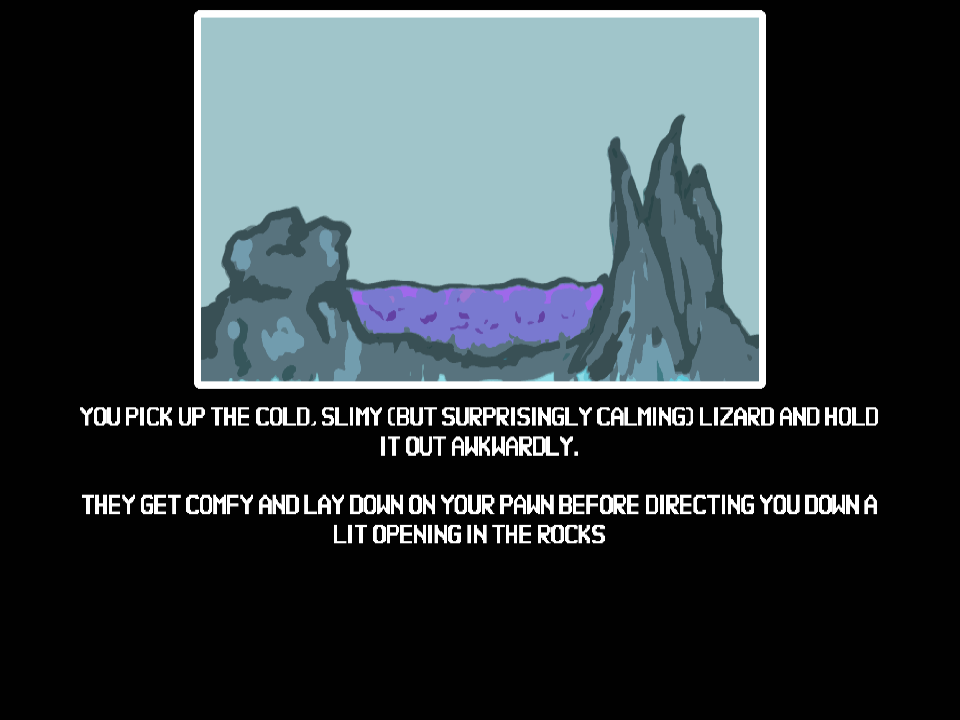 YOU PICK UP THE COLD, SLIMY (BUT SURPRISINGLY CALMING) LIZARD AND HOLD
IT OUT AWKWARDLY.
THEY GET COMFY AND LAY DOWN ON YOUR PAWN BEFORE DIRECTING YOU DOWN A
LIT OPENING IN THE ROCKS